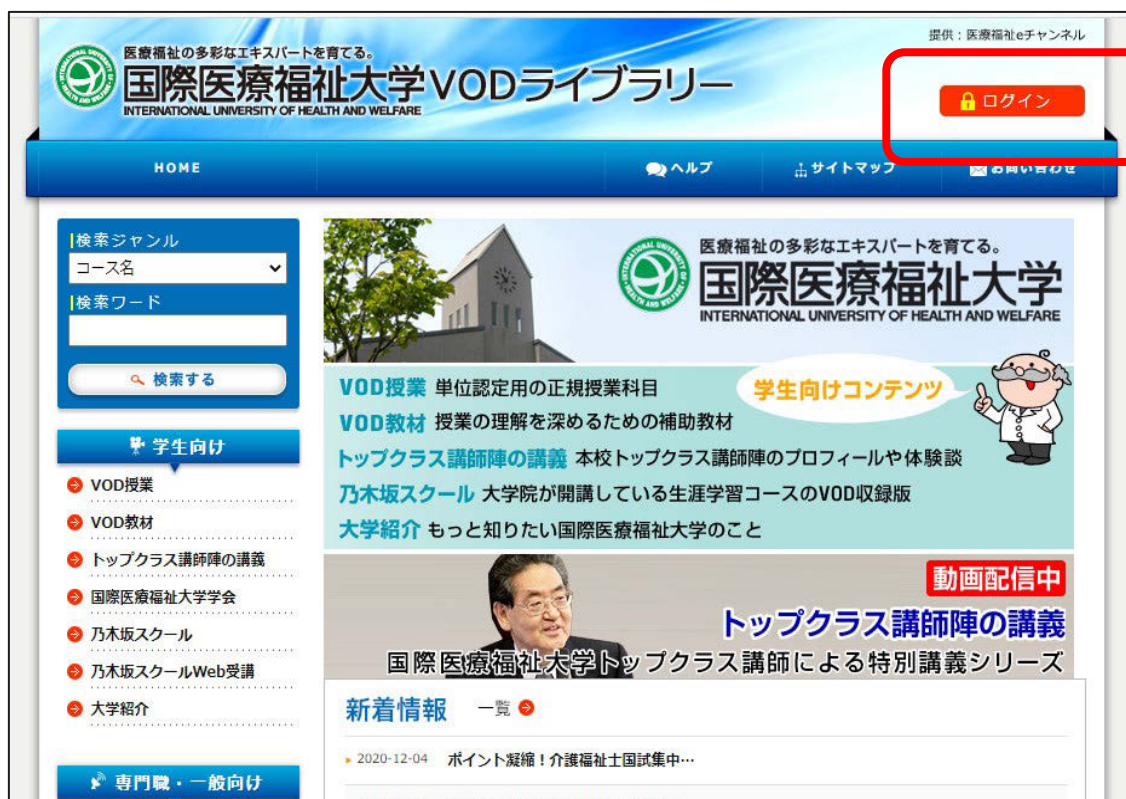 提供：医療福祉eチャンネル
医療福祉の多彩なエキスパートを育てる。
国際医療福祉大学VODライブラリー
INTERNATIONAL UNIVERSITY OF HEALTH AND WELFARE
ログイン
HOME
ヘルプ
サイトマップ
お問い合わせ
検索ジャンル
コース名
検索ワード
検索する
学生向け
VOD授業
VOD教材
トップクラス講師陣の講義
国際医療福祉大学学会
乃木坂スクール
乃木坂スクールWeb受講
大学紹介
専門職・一般向け
医療福祉の多彩なエキスパートを育てる。
国際医療福祉大学
INTERNATIONAL UNIVERSITY OF HEALTH AND WELFARE
VOD授業 単位認定用の正規授業科目
学生向けコンテンツ
VOD教材 授業の理解を深めるための補助教材
トップクラス講師陣の講義 本校トップクラス講師陣のプロフィールや体験談
乃木坂スクール 大学院が開講している生涯学習コースのVOD収録版
大学紹介 もっと知りたい国際医療福祉大学のこと
動画配信中
トップクラス講師陣の講義
国際医療福祉大学トップクラス講師による特別講義シリーズ
新着情報 一覧
2020-12-04 ポイント凝縮！介護福祉士国試集中…